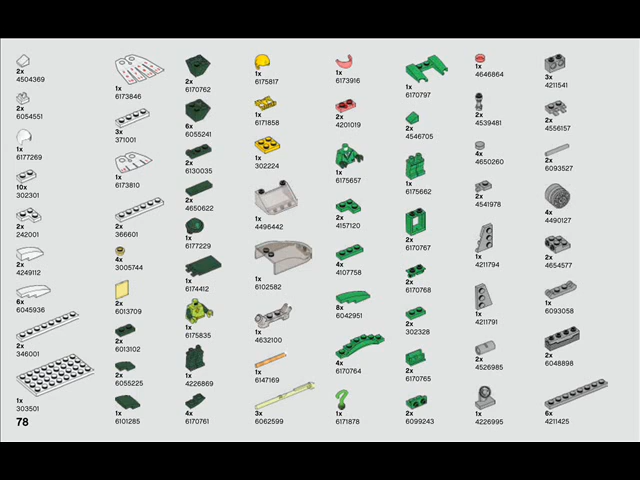 2x
4504369
2x
6054551
1x
6177269
10x
302301
2x
242001
2x
4249112
6x
6045936
2x
346001
1x
303501
78
1x
6173846
3x
371001
1x
6173810
2x
366601
4x
3005744
2x
6013709
2x
6013102
2x
6055225
2x
6101285
2x
6170762
6x
6055241
2x
6130035
2x
4650622
1x
6177229
2x
6174412
1x
6175835
2x
4226869
4x
6170761
1x
6175817
1x
6171858
2x
302224
1x
4496442
1x
6102582
1x
4632100
1x
6147169
3x
6062599
1x
6173916
2x
4201019
1x
6175657
2x
4157120
4x
4107758
8x
6042951
4x
6170764
1x
6171878
1x
6170797
2x
4546705
1x
6175662
2x
6170767
2x
6170768
2x
302328
2x
6170765
2x
6099243
1x
4646864
2x
4539481
2x
4650260
2x
4541978
1x
4211794
1x
4211791
2x
4526985
1x
4226995
3x
4211541
2x
4556157
2x
6093527
4x
4490127
2x
4654577
1x
6093058
2x
6048898
6x
4211425